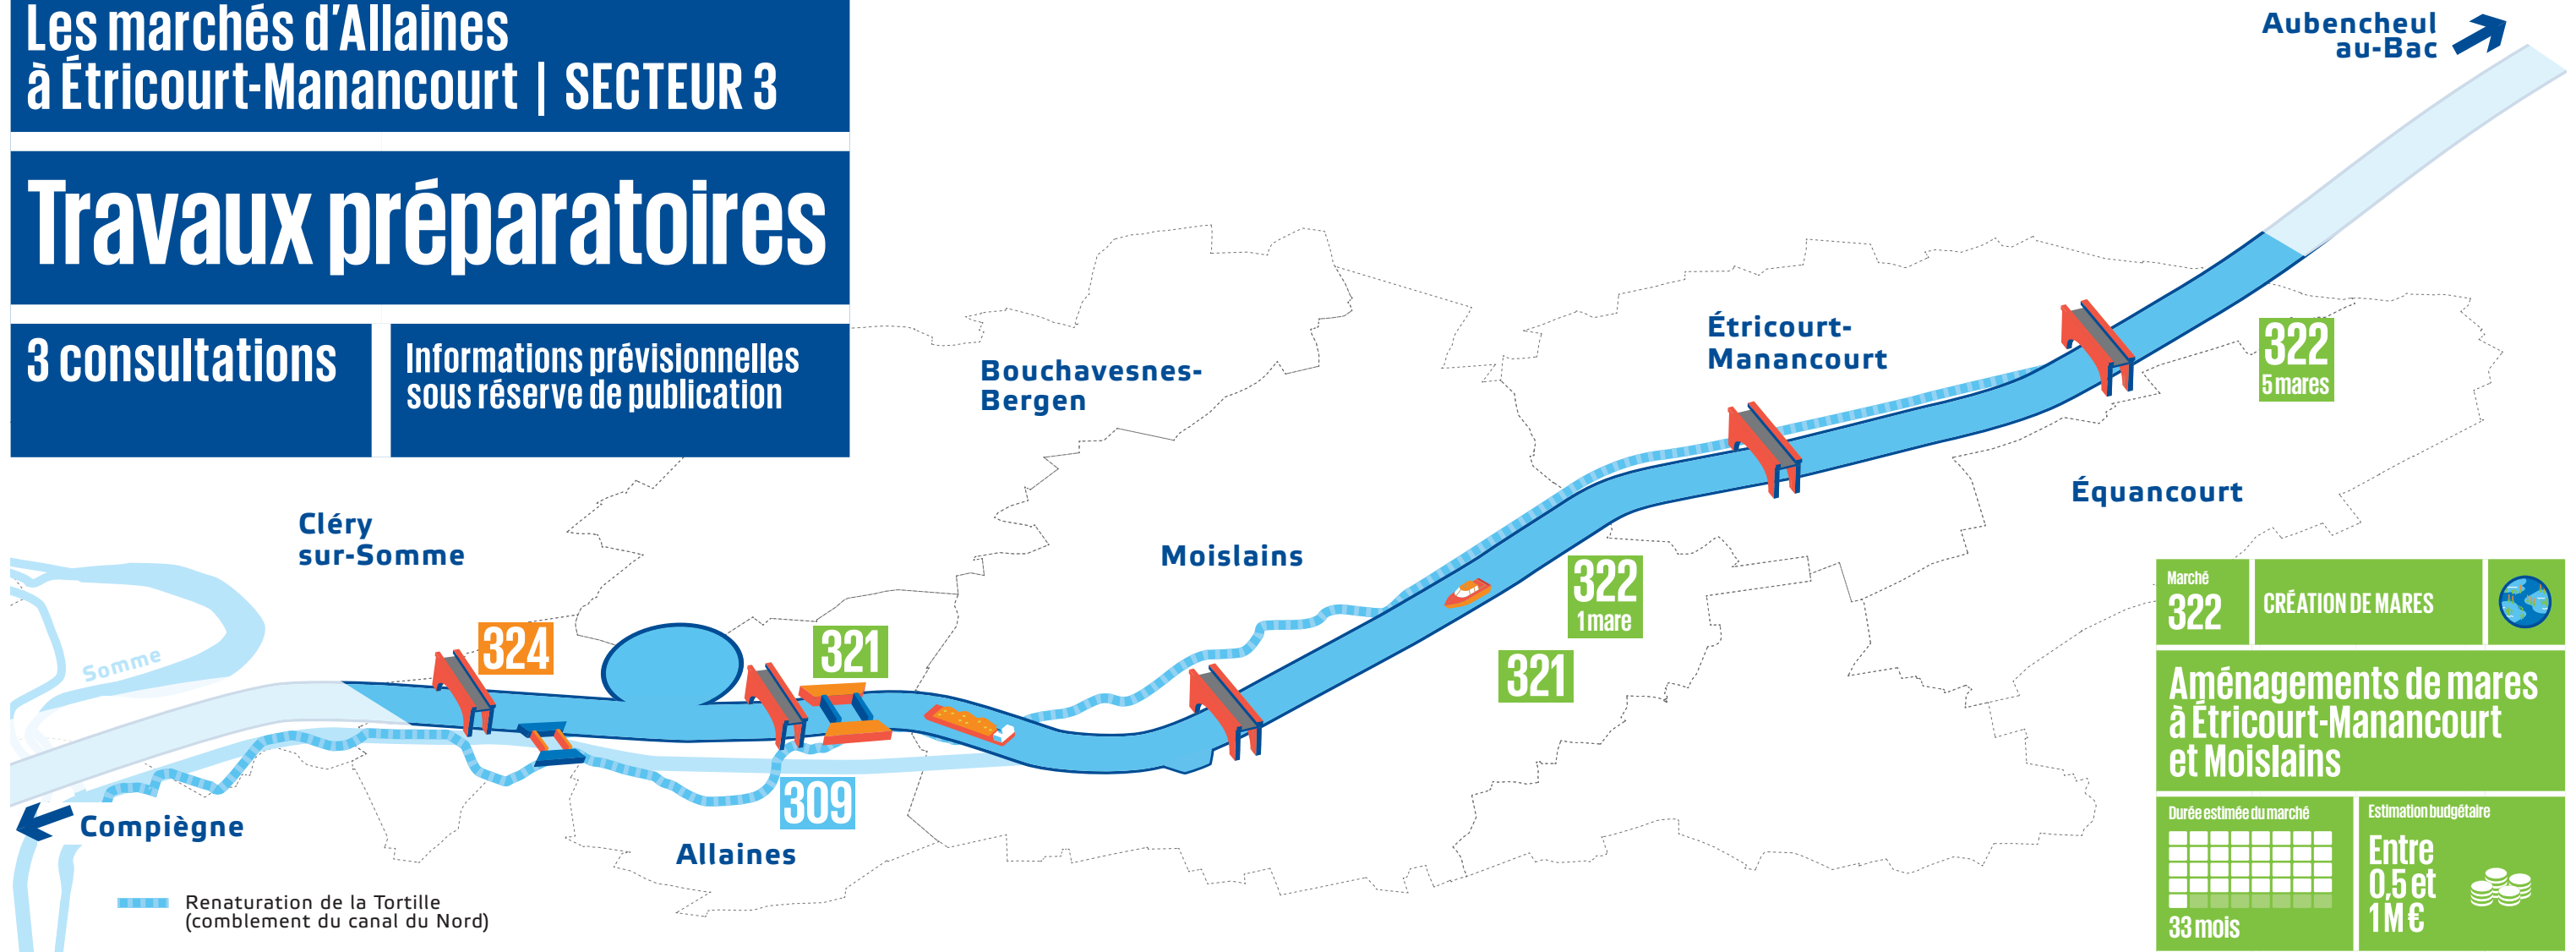 Les marchés d'Allaines
à Étricourt-Manancourt | SECTEUR 3
Travaux préparatoires
3 consultations
Informations prévisionnelles
sous réserve de publication
Aubencheul
au-Bac
Bouchavesnes-
Bergen
Étricourt-
Manancourt
322
5 mares
Équancourt
Cléry
sur-Somme
Moislains
322
1 mare
321
324
321
Somme
309
Compiègne
Allaines
Renaturation de la Tortille
(comblement du canal du Nord)
Marché
322
CRÉATION DE MARES
Aménagements de mares
à Étricourt-Manancourt
et Moislains
Durée estimée du marché
33 mois
Estimation budgétaire
Entre
0,5 et
1 M €